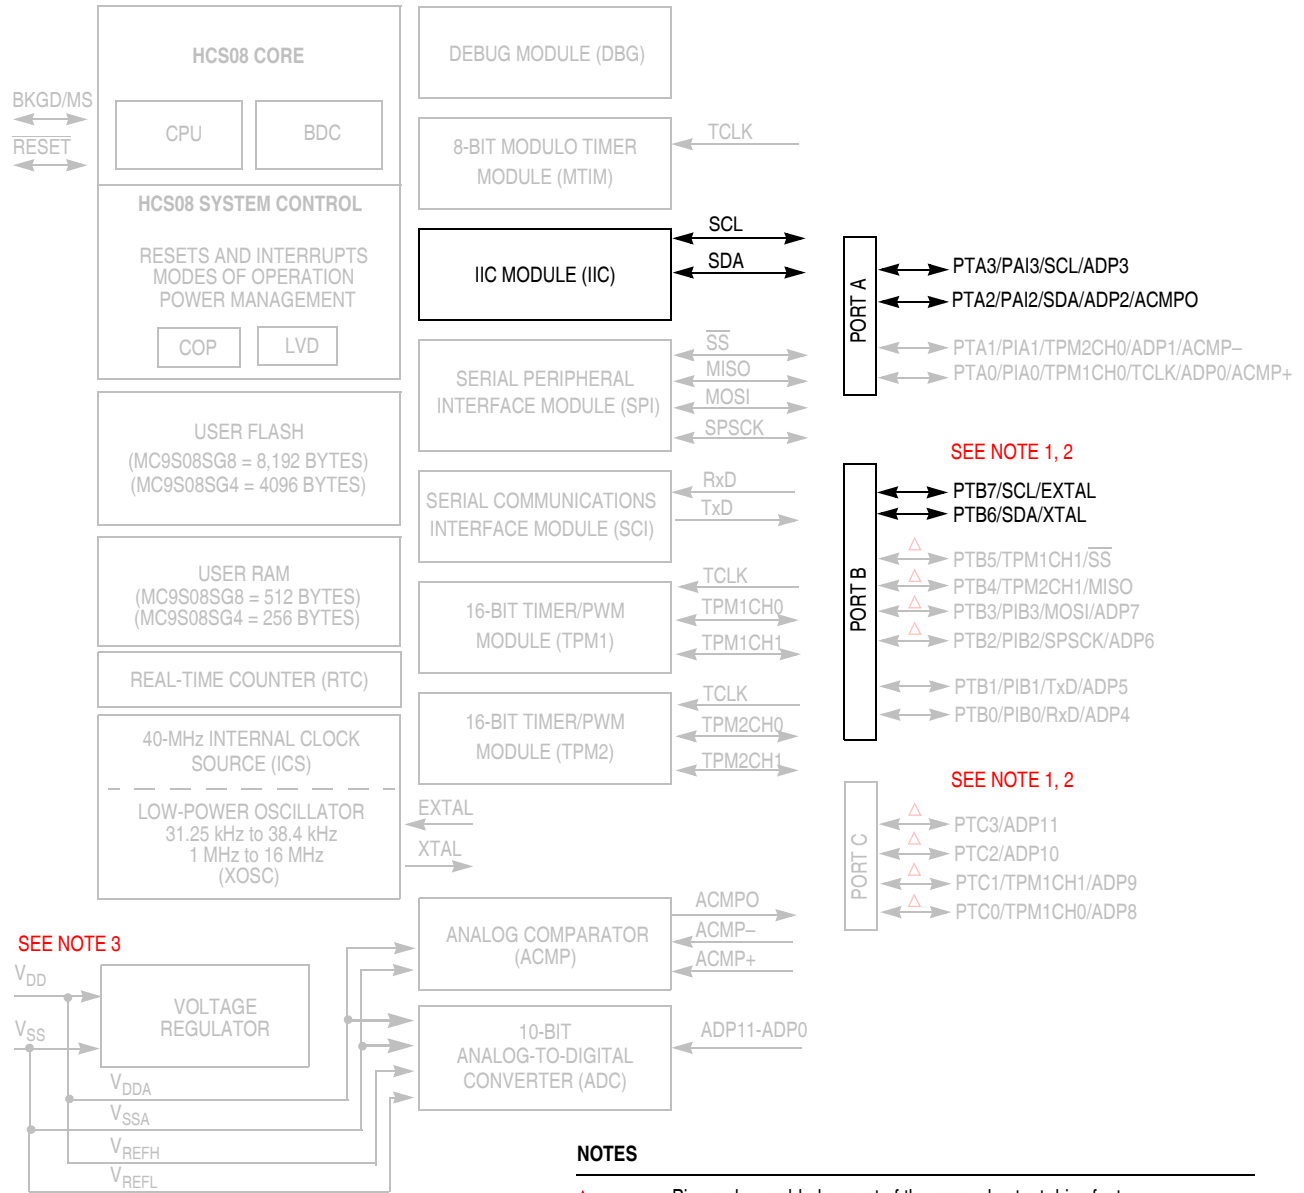 HCS08 CORE
BKGD/MS
RESET
CPU
BDC
HCS08 SYSTEM CONTROL
RESETS AND INTERRUPTS
MODES OF OPERATION
POWER MANAGEMENT
COP
LVD
USER FLASH
(MC9S08SG8 = 8,192 BYTES)
(MC9S08SG4 = 4096 BYTES)
USER RAM
(MC9S08SG8 = 512 BYTES)
(MC9S08SG4 = 256 BYTES)
REAL-TIME COUNTER (RTC)
40-MHz INTERNAL CLOCK
SOURCE (ICS)
LOW-POWER OSCILLATOR
31.25 kHz to 38.4 kHz
1 MHz to 16 MHz
(XOSC)
EXTAL
XTAL
SEE NOTE 3
VDD
VSS
VOLTAGE
REGULATOR
VDDA
VSSA
VREFH
VREFL
DEBUG MODULE (DBG)
8-BIT MODULO TIMER
MODULE (MTIM)
TCLK
IIC MODULE (IIC)
SCL
SDA
SERIAL PERIPHERAL
INTERFACE MODULE (SPI)
SS
MISO
MOSI
SPSCK
SERIAL COMMUNICATIONS
INTERFACE MODULE (SCI)
RxD
TxD
16-BIT TIMER/PWM
MODULE (TPM1)
TCLK
TPM1CH0
TPM1CH1
16-BIT TIMER/PWM
MODULE (TPM2)
TCLK
TPM2CH0
TPM2CH1
ANALOG COMPARATOR
(ACMP)
ACMPO
ACMP–
ACMP+
10-BIT
ANALOG-TO-DIGITAL
CONVERTER (ADC)
ADP11-ADP0
PORT A
PTA3/PAI3/SCL/ADP3
PTA2/PAI2/SDA/ADP2/ACMPO
PTA1/PIA1/TPM2CH0/ADP1/ACMP–
PTA0/PIA0/TPM1CH0/TCLK/ADP0/ACMP+
SEE NOTE 1, 2
PORT B
PTB7/SCL/EXTAL
PTB6/SDA/XTAL
PTB5/TPM1CH1/SS
PTB4/TPM2CH1/MISO
PTB3/PIB3/MOSI/ADP7
PTB2/PIB2/SPSCK/ADP6
PTB1/PIB1/TxD/ADP5
PTB0/PIB0/RxD/ADP4
SEE NOTE 1, 2
PORT C
PTC3/ADP11
PTC2/ADP10
PTC1/TPM1CH1/ADP9
PTC0/TPM1CH0/ADP8
NOTES